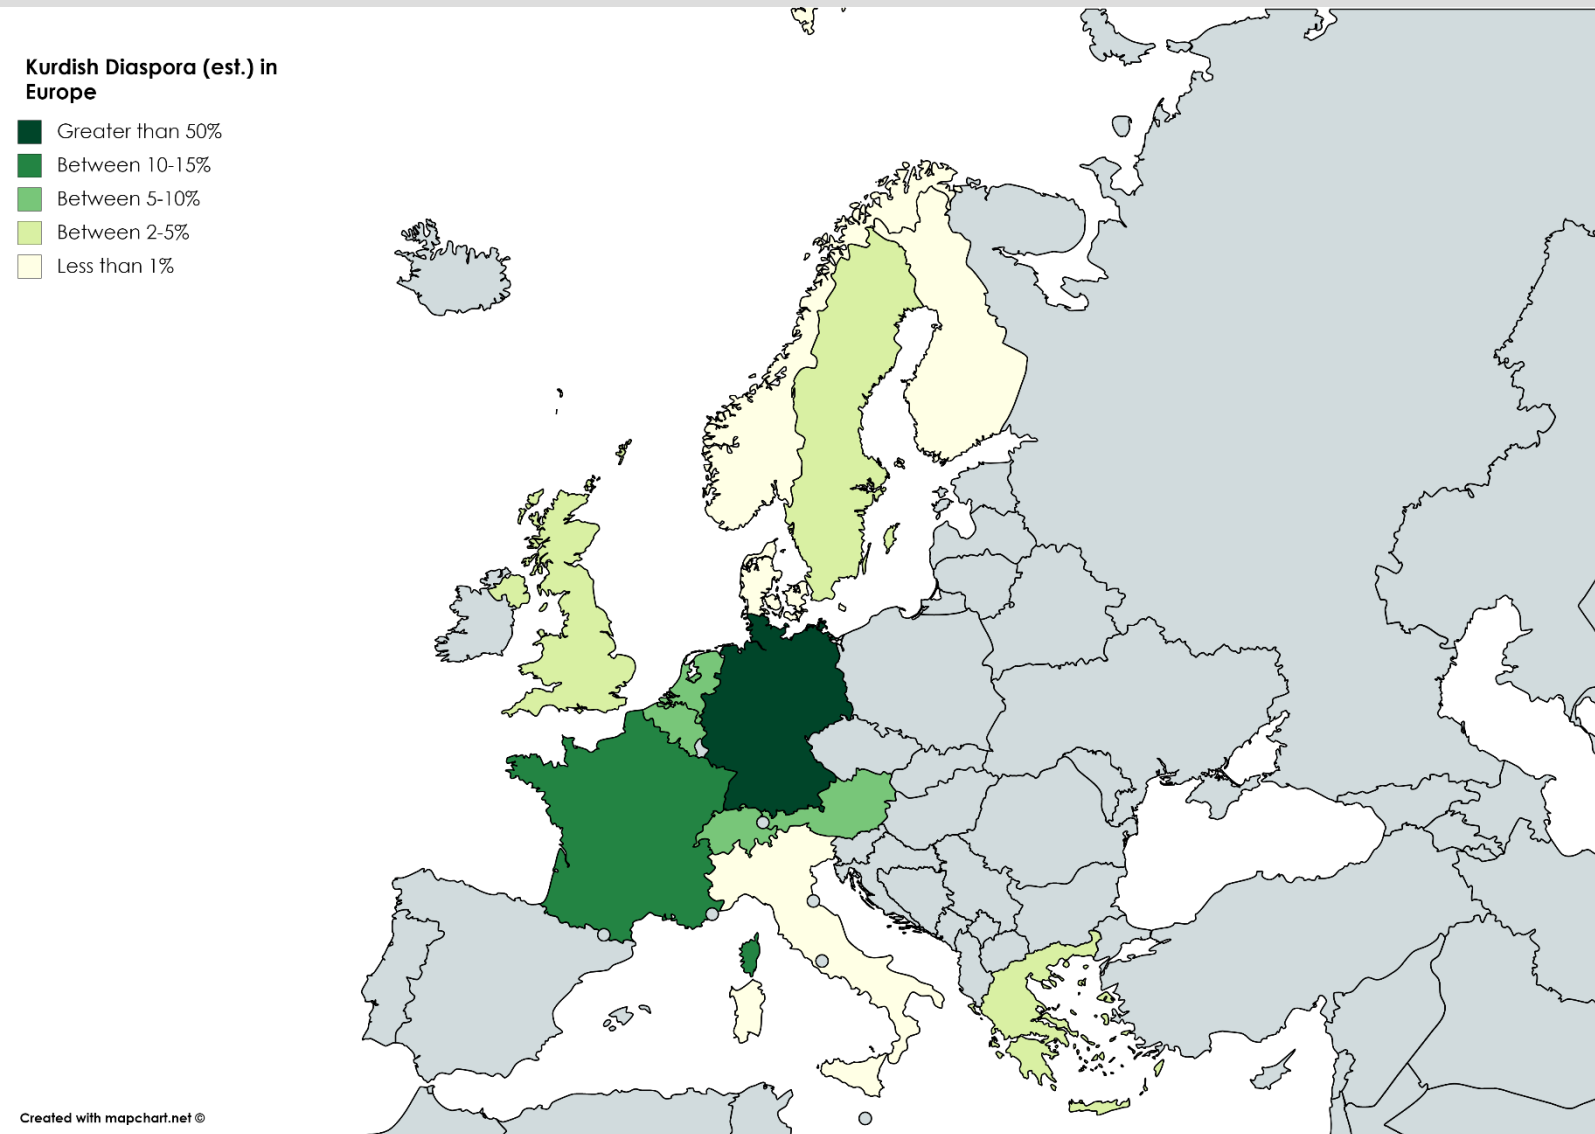 Kurdish Diaspora (est.) in
Europe
Greater than 50%
Between 10-15%
Between 5-10%
Between 2-5%
Less than 1%
Created with mapchart.net ©